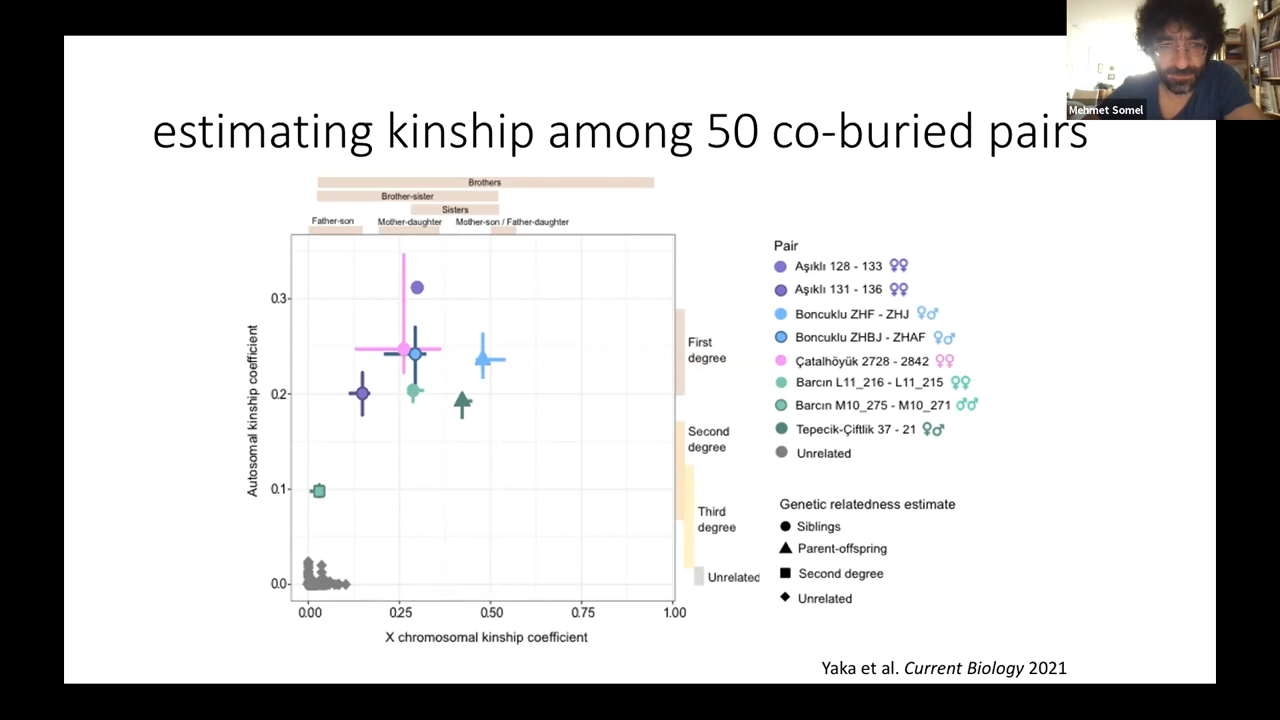 Mehmet Somel
estimating kinship among 50 co-buried pairs
Brothers
Brother-sister
Sisters
Father-son
Mother-daughter
Mother-son / Father-daughter
Autosomal kinship coefficient
0.3
0.2
0.1
0.0
0.00
0.25
0.50
0.75
1.00
X chromosomal kinship coefficient
First
degree
Second
degree
Third
degree
Unrelated
Pair
Aşıklı 128 - 133 ♀♀
Aşıklı 131 - 136 ♀♀
Boncuklu ZHF - ZHJ ♀♂
Boncuklu ZHBJ - ZHAF ♀♂
Çatalhöyük 2728 - 2842 ♀♀
Barcın L11_216 - L11_215 ♀♀
Barcın M10_275 - M10_271 ♂♂
Tepecik-Çiftlik 37 - 21 ♀♂
Unrelated
Genetic relatedness estimate
Siblings
Parent-offspring
Second degree
Unrelated
Yaka et al. Current Biology 2021